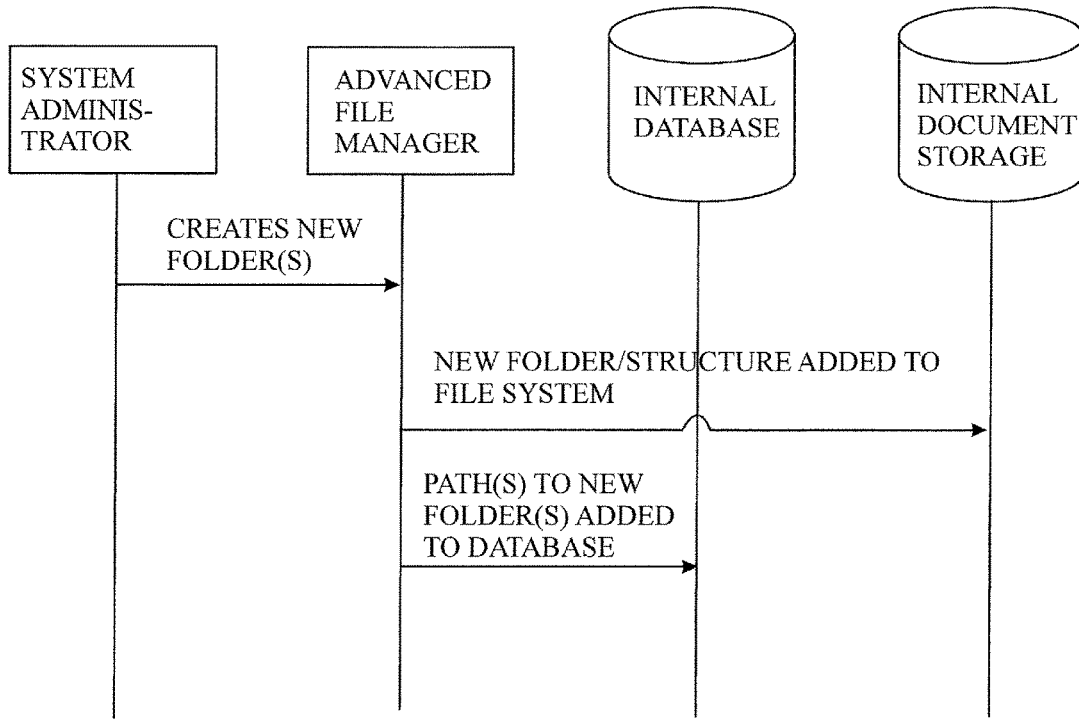 SYSTEM
ADMINIS-
TRATOR
ADVANCED
FILE
MANAGER
INTERNAL
DATABASE
INTERNAL
DOCUMENT
STORAGE
CREATES NEW
FOLDER(S)
NEW FOLDER/STRUCTURE ADDED TO
FILE SYSTEM
PATH(S) TO NEW
FOLDER(S) ADDED
TO DATABASE